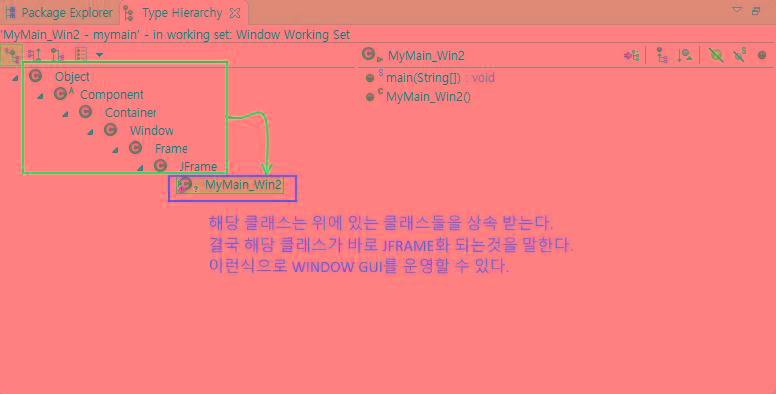 Package Explorer Type Hierarchy
'MyMain_Win2 - mymain' - in working set: Window Working Set
MyMain_Win2
Object
main(String[]) : void
Component
MyMain_Win2()
Container
Window
Frame
JFrame
MyMain_Win2
해당 클래스는 위에 있는 클래스들을 상속 받는다.
결국 해당 클래스가 바로 JFRAME화 되는것을 말한다.
이런식으로 WINDOW GUI를 운영할 수 있다.